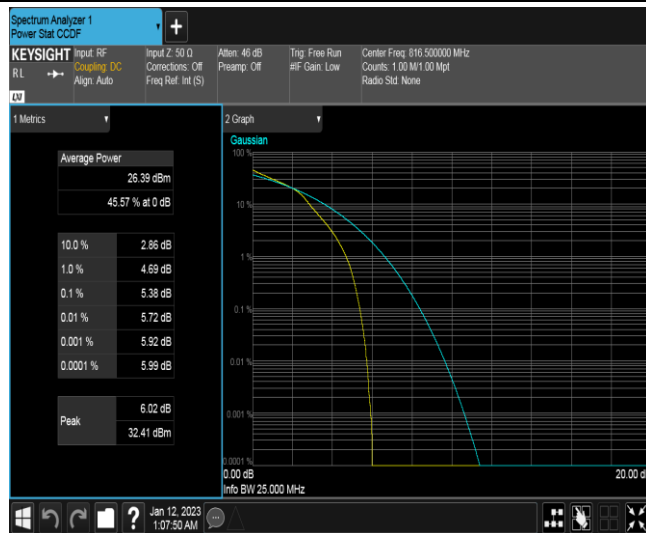 Spectrum Analyzer 1
Power Stat CCDF
+
KEYSIGHT
RL
Input: RF
Coupling: DC
Align: Auto
Input Z: 50 Ω
Corrections: Off
Freq Ref: Int (S)
Atten: 46 dB
Preamp: Off
Trig: Free Run
#IF Gain: Low
Center Freq: 816.500000 MHz
Counts: 1.00 M/1.00 Mpt
Radio Std: None
1 Metrics
Average Power
26.39 dBm
45.57 % at 0 dB
10.0 % 2.86 dB
1.0 % 4.69 dB
0.1 % 5.38 dB
0.01 % 5.72 dB
0.001 % 5.92 dB
0.0001 % 5.99 dB
Peak
6.02 dB
32.41 dBm
2 Graph
Gaussian
100 %
10 %
1 %
0.1 %
0.01 %
0.001 %
0.0001 %
0.00 dB
20.00 d
Info BW 25.000 MHz
?
Jan 12, 2023
1:07:50 AM